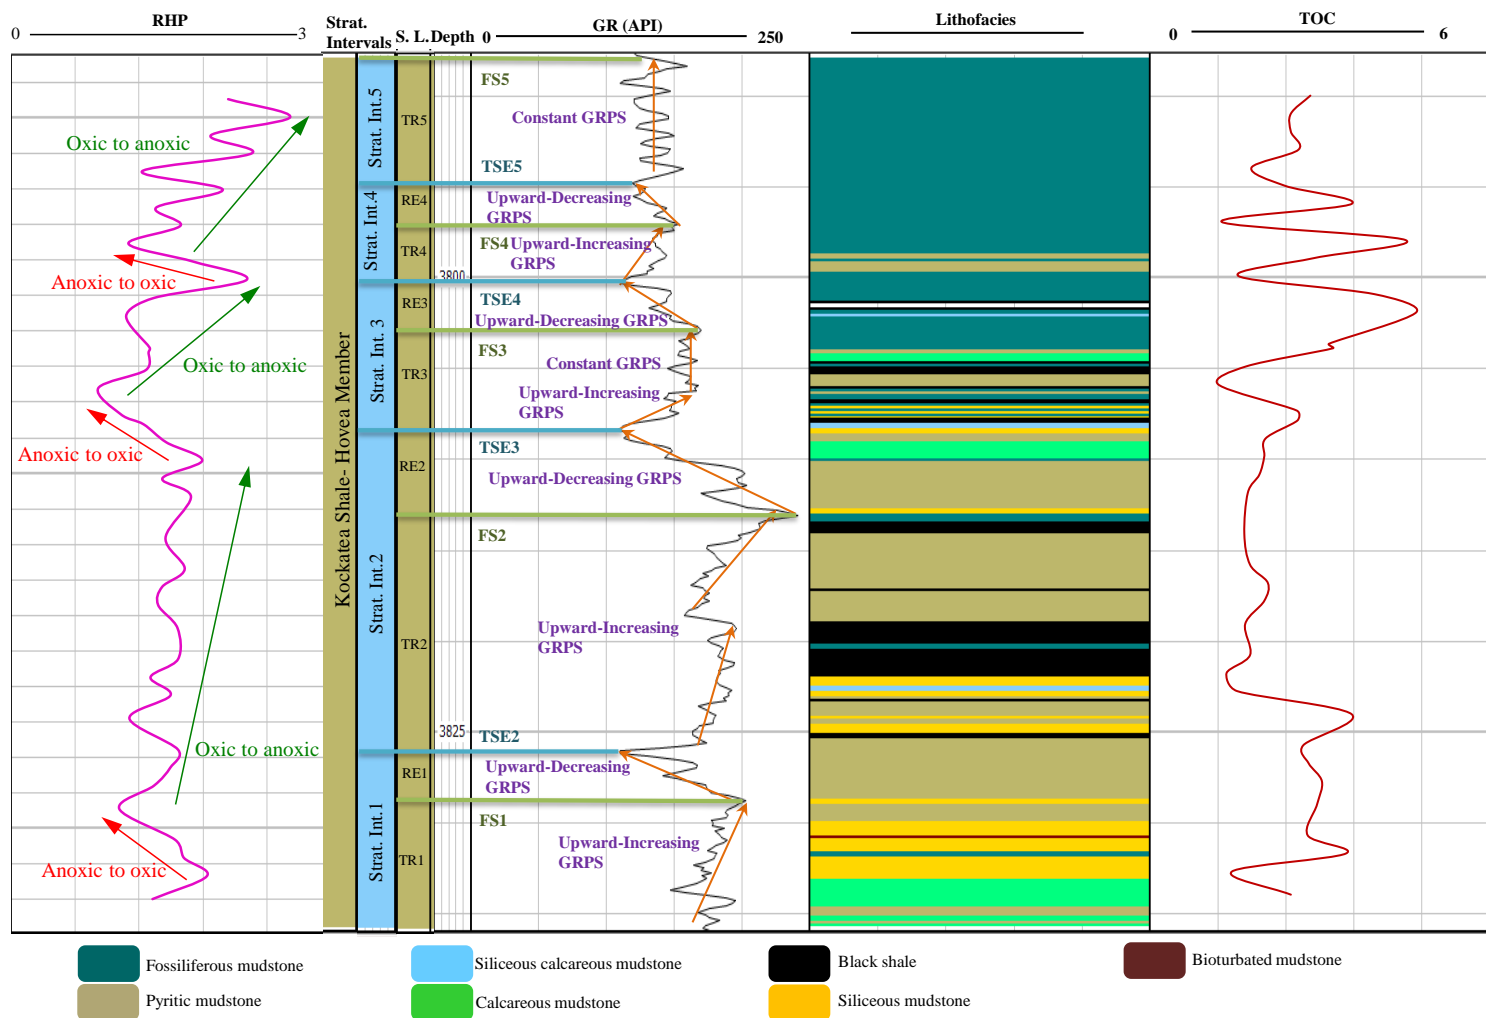 RHP
0
3
Strat.
Intervals
S. L.
Depth
0
GR (API)
250
Lithofacies
TOC
0
6
Kockatea Shale- Hovea Member
Strat. Int.5
Strat. Int.4
Strat. Int. 3
Strat. Int.2
Strat. Int.1
TR5
RE4
TR4
RE3
TR3
RE2
TR2
RE1
TR1
3800
3825
Oxic to anoxic
Anoxic to oxic
Oxic to anoxic
Anoxic to oxic
Oxic to anoxic
Anoxic to oxic
FS5
Constant GRPS
TSE5
Upward-Decreasing
GRPS
FS4
Upward-Increasing
GRPS
TSE4
Upward-Decreasing GRPS
FS3
Constant GRPS
Upward-Increasing
GRPS
TSE3
Upward-Decreasing GRPS
FS2
Upward-Increasing
GRPS
TSE2
Upward-Decreasing
GRPS
FS1
Upward-Increasing
GRPS
Fossiliferous mudstone
Siliceous calcareous mudstone
Black shale
Bioturbated mudstone
Pyritic mudstone
Calcareous mudstone
Siliceous mudstone